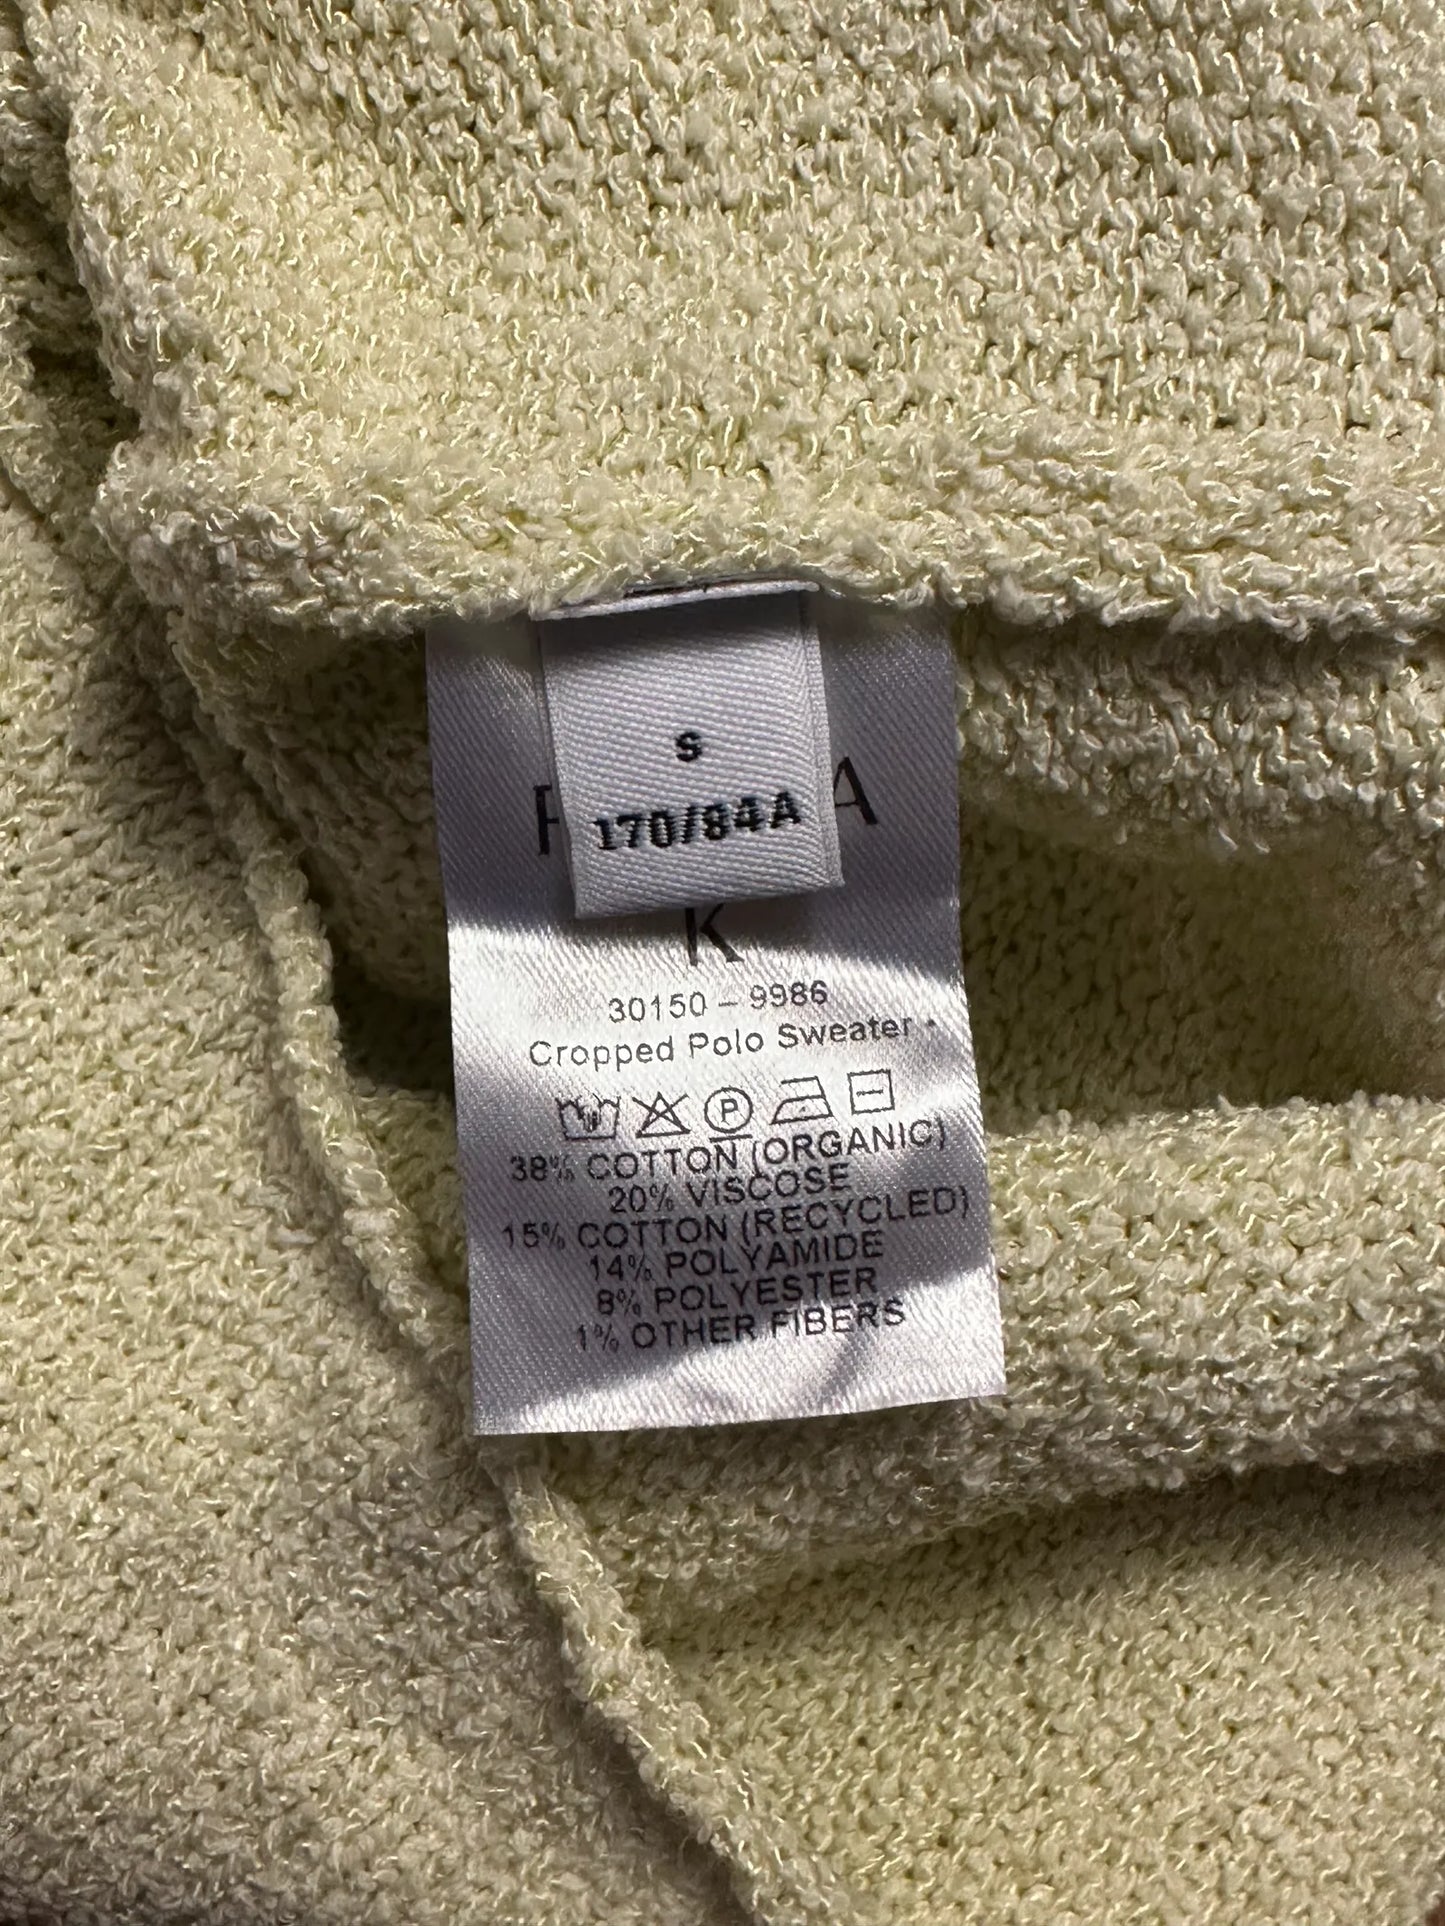 S
170/84A
K
30150 – 9986
Cropped Polo Sweater
P
38% COTTON (ORGANIC)
20% VISCOSE
15% COTTON (RECYCLED)
14% POLYAMIDE
8% POLYESTER
1% OTHER FIBERS